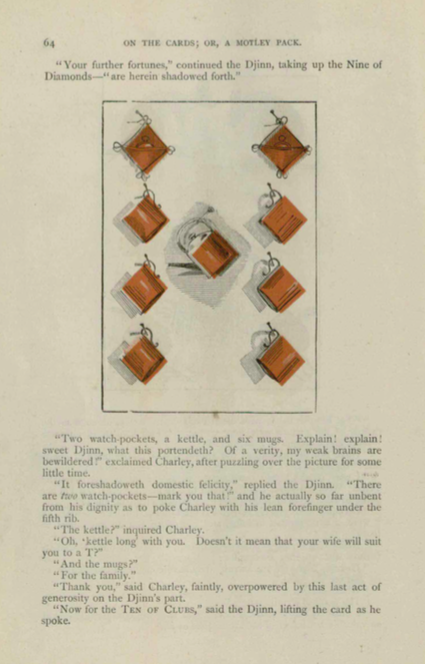 64 ON THE CARDS; OR, A MOTLEY PACK.
"Your further fortunes," continued the Djinn, taking up the Nine of
Diamonds—"are herein shadowed forth."
"Two watch-pockets, a kettle, and six mugs. Explain! explain!
sweet Djinn, what this portendeth? Of a verity, my weak brains are
bewildered!" exclaimed Charley, after puzzling over the picture for some
little time.
"It foreshadoweth domestic felicity," replied the Djinn. "There
are two watch-pockets—mark you that!" and he actually so far unbent
from his dignity as to poke Charley with his lean forefinger under the
fifth rib.
"The kettle?" inquired Charley.
"Oh, 'kettle long' with you. Doesn't it mean that your wife will suit
you to a T?"
"And the mugs?"
"For the family."
"Thank you," said Charley, faintly, overpowered by this last act of
generosity on the Djinn's part.
"Now for the TEN OF CLUBS," said the Djinn, lifting the card as he
spoke.